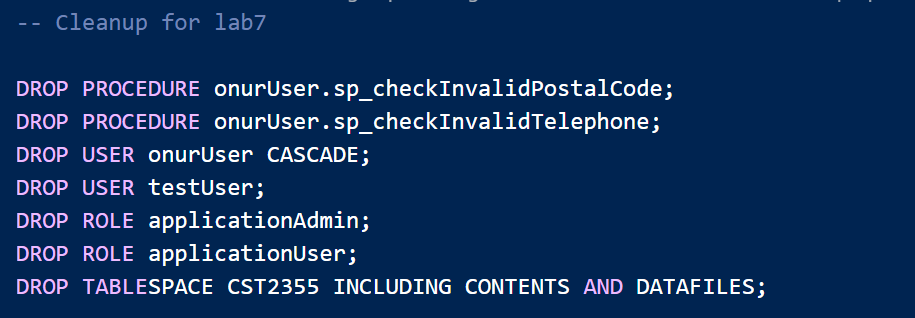 -- Cleanup for lab7
DROP PROCEDURE onurUser.sp_checkInvalidPostalCode;
DROP PROCEDURE onurUser.sp_checkInvalidTelephone;
DROP USER onurUser CASCADE;
DROP USER testUser;
DROP ROLE applicationAdmin;
DROP ROLE applicationUser;
DROP TABLESPACE CST2355 INCLUDING CONTENTS AND DATAFILES;